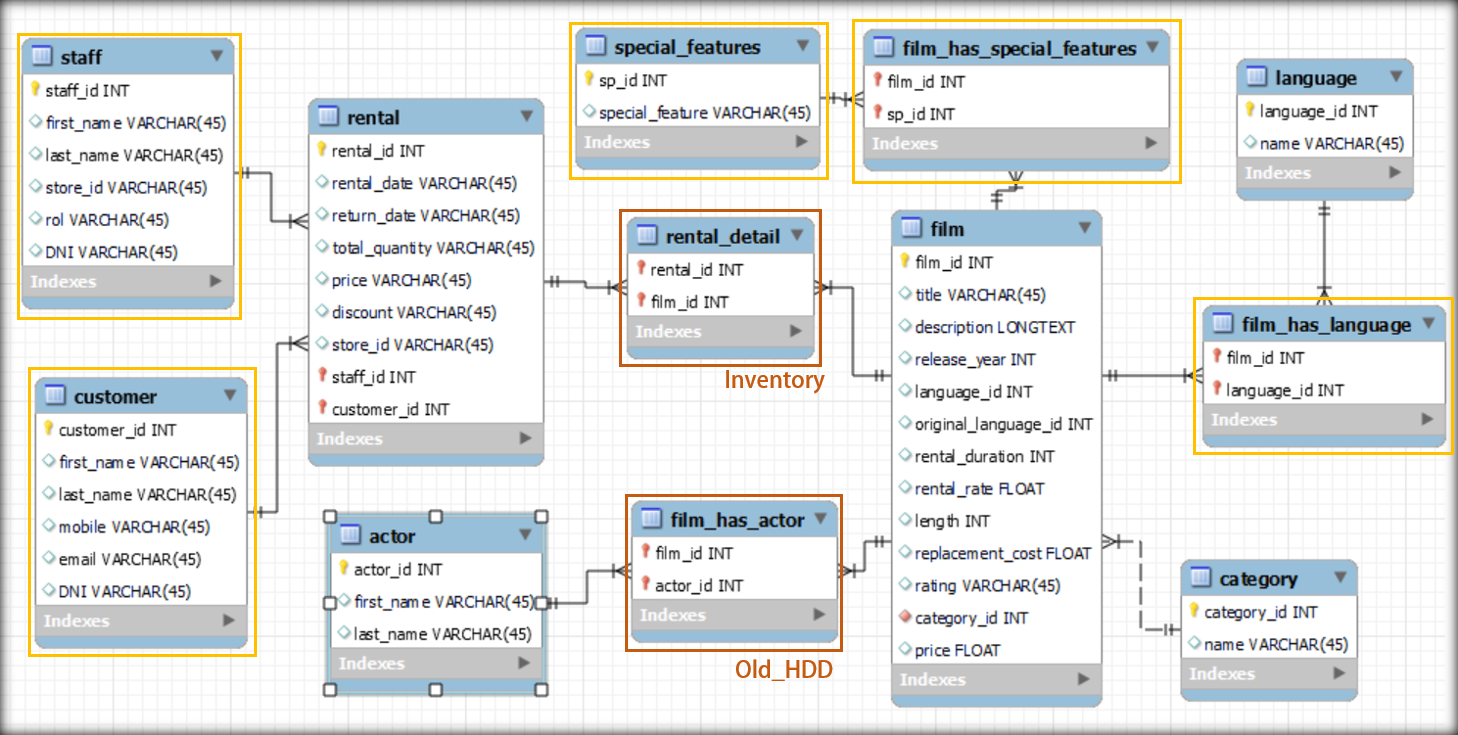 staff
staff_id INT
first_name VARCHAR(45)
last_name VARCHAR(45)
store_id VARCHAR(45)
rol VARCHAR(45)
DNI VARCHAR(45)
Indexes
customer
customer_id INT
first_name VARCHAR(45)
last_name VARCHAR(45)
mobile VARCHAR(45)
email VARCHAR(45)
DNI VARCHAR(45)
Indexes
rental
rental_id INT
rental_date VARCHAR(45)
return_date VARCHAR(45)
total_quantity VARCHAR(45)
price VARCHAR(45)
discount VARCHAR(45)
store_id VARCHAR(45)
staff_id INT
customer_id INT
Indexes
actor
actor_id INT
first_name VARCHAR(45)
last_name VARCHAR(45)
Indexes
special_features
sp_id INT
special_feature VARCHAR(45)
Indexes
rental_detail
rental_id INT
film_id INT
Indexes
Inventory
film_has_actor
film_id INT
actor_id INT
Indexes
Old_HDD
film_has_special_features
film_id INT
sp_id INT
Indexes
film
film_id INT
title VARCHAR(45)
description LONGTEXT
release_year INT
language_id INT
original_language_id INT
rental_duration INT
rental_rate FLOAT
length INT
replacement_cost FLOAT
rating VARCHAR(45)
category_id INT
price FLOAT
Indexes
language
language_id INT
name VARCHAR(45)
Indexes
film_has_language
film_id INT
language_id INT
Indexes
category
category_id INT
name VARCHAR(45)
Indexes